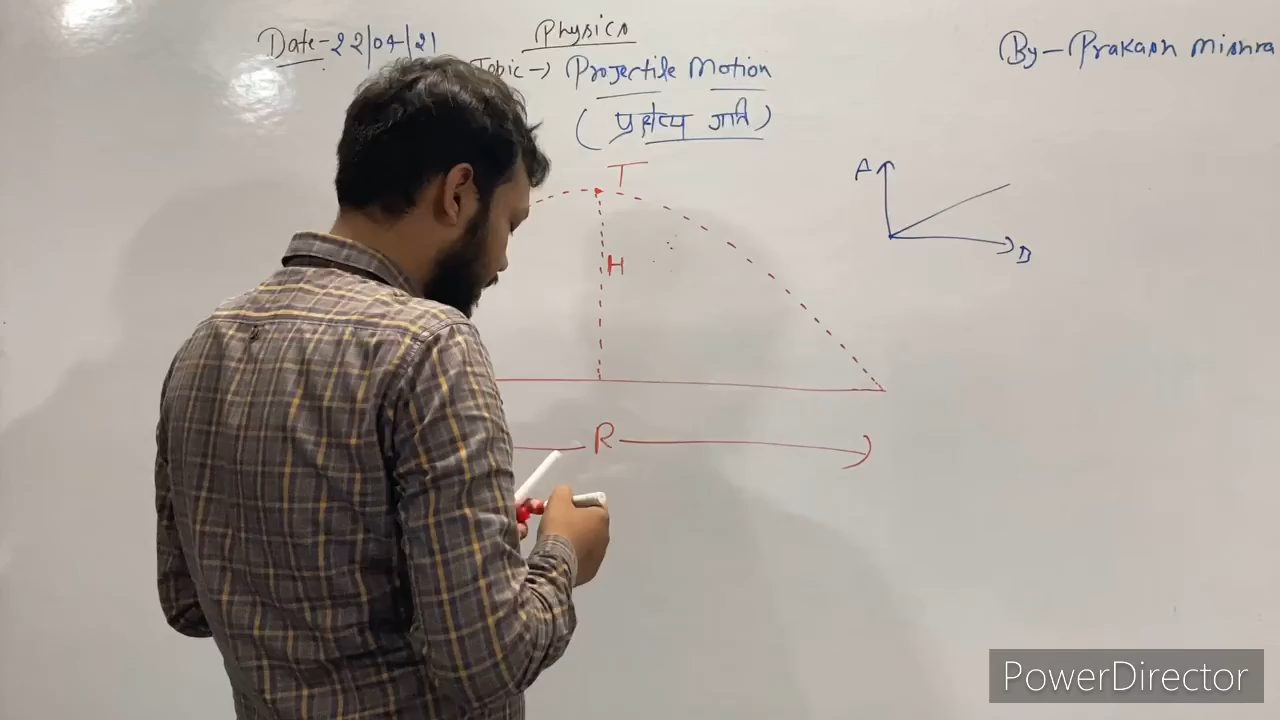 Date - 22/04/21
Physics
Topic -> Projectile Motion
(प्रक्षेप्य गति)
By - Prakash Mishra
T
H
R
A
B
PowerDirector